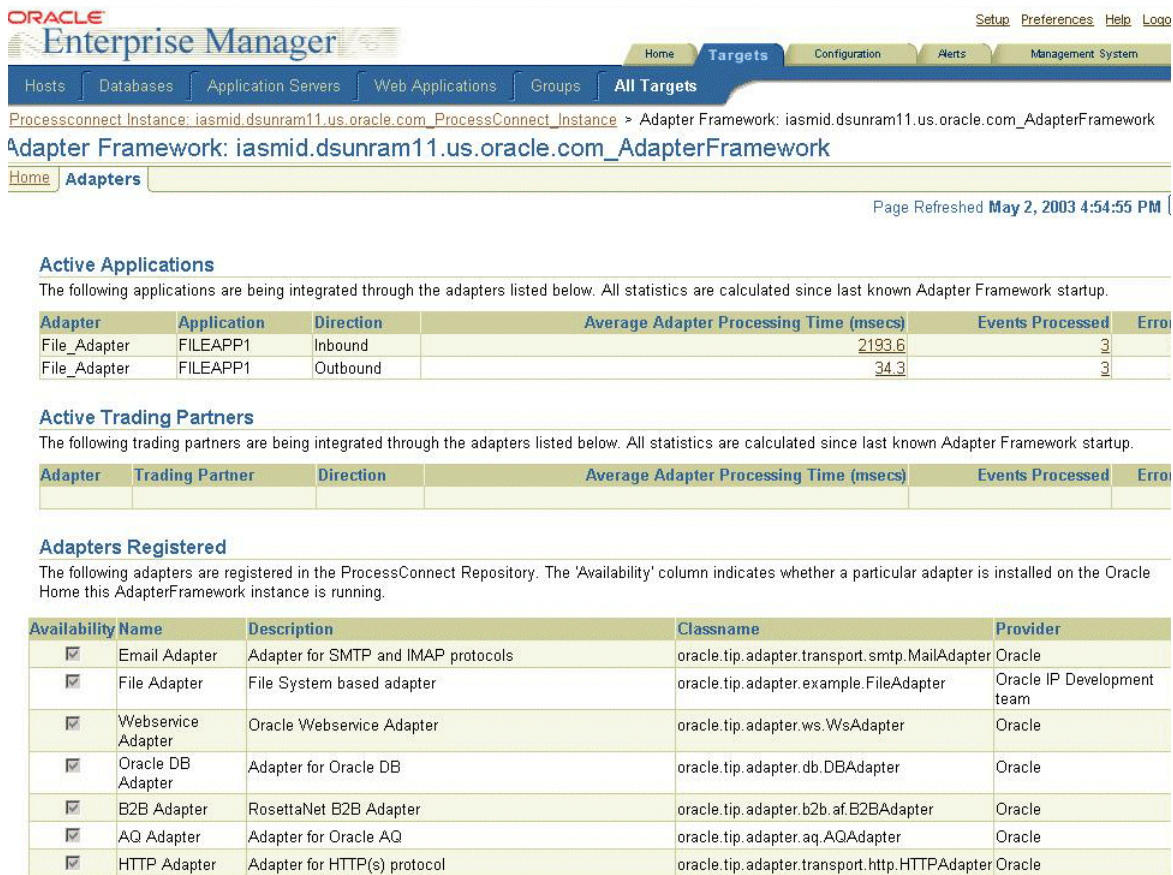 ORACLE
Enterprise Manager
Setup Preferences Help
Home Targets Configuration Alerts Management System
Hosts Databases Application Servers Web Applications Groups All Targets
Processconnect Instance: iasmid.dsunram11.us.oracle.com_ProcessConnect_Instance > Adapter Framework: iasmid.dsunram11.us.oracle.com_AdapterFramework
Adapter Framework: iasmid.dsunram11.us.oracle.com_AdapterFramework
Home Adapters
Page Refreshed May 2, 2003 4:54:55 PM
Active Applications
The following applications are being integrated through the adapters listed below. All statistics are calculated since last known Adapter Framework startup.
Adapter Application Direction Average Adapter Processing Time (msecs) Events Processed
File_Adapter FILEAPP1 Inbound 2193.6 3
File_Adapter FILEAPP1 Outbound 34.3 3
Active Trading Partners
The following trading partners are being integrated through the adapters listed below. All statistics are calculated since last known Adapter Framework startup.
Adapter Trading Partner Direction Average Adapter Processing Time (msecs) Events Processed
Adapters Registered
The following adapters are registered in the ProcessConnect Repository. The 'Availability' column indicates whether a particular adapter is installed on the Oracle
Home this AdapterFramework instance is running.
Availability Name Description Classname Provider
Email Adapter Adapter for SMTP and IMAP protocols oracle.tip.adapter.transport.smtp.MailAdapter Oracle
File Adapter File System based adapter oracle.tip.adapter.example.FileAdapter Oracle IP Development
team
Webservice
Adapter Oracle Webservice Adapter oracle.tip.adapter.ws.WsAdapter Oracle
Oracle DB
Adapter Adapter for Oracle DB oracle.tip.adapter.db.DBAdapter Oracle
B2B Adapter RosettaNet B2B Adapter oracle.tip.adapter.b2b.af.B2BAdapter Oracle
AQ Adapter Adapter for Oracle AQ oracle.tip.adapter.aq.AQAdapter Oracle
HTTP Adapter Adapter for HTTP(s) protocol oracle.tip.adapter.transport.http.HTTPAdapter Oracle